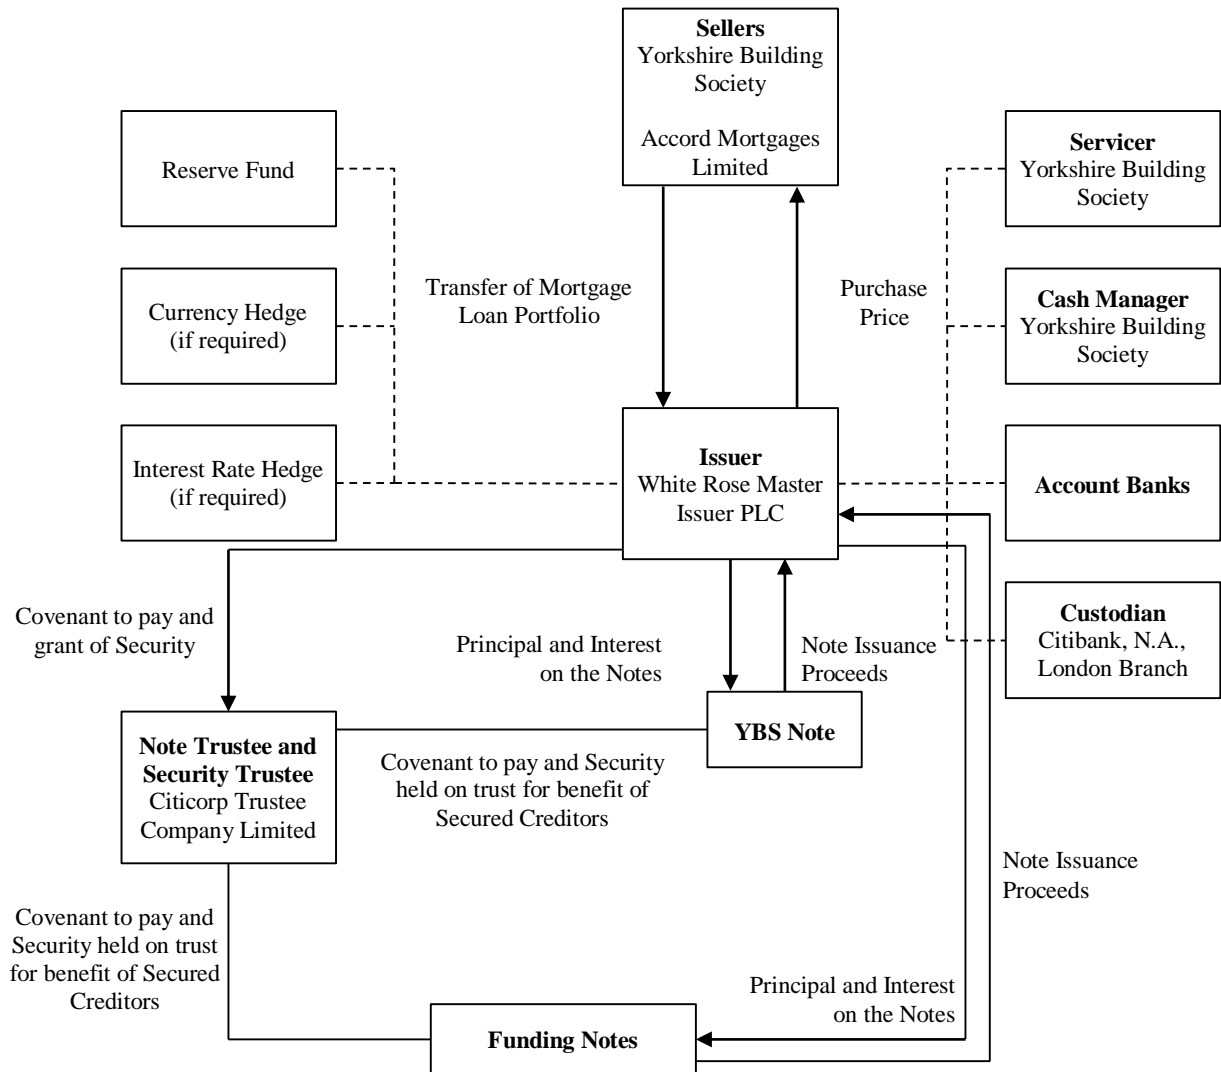 Sellers
Yorkshire Building
Society
Accord Mortgages
Limited
Reserve Fund
Servicer
Yorkshire Building
Society
Transfer of Mortgage
Loan Portfolio
Purchase
Price
Currency Hedge
(if required)
Cash Manager
Yorkshire Building
Society
Interest Rate Hedge
(if required)
Issuer
White Rose Master
Issuer PLC
Account Banks
Covenant to pay and
grant of Security
Principal and Interest
on the Notes
Note Issuance
Proceeds
Custodian
Citibank, N.A.,
London Branch
Note Trustee and
Security Trustee
Citicorp Trustee
Company Limited
Covenant to pay and Security
held on trust for benefit of
Secured Creditors
YBS Note
Note Issuance
Proceeds
Covenant to pay and
Security held on trust
for benefit of Secured
Creditors
Principal and Interest
on the Notes
Funding Notes